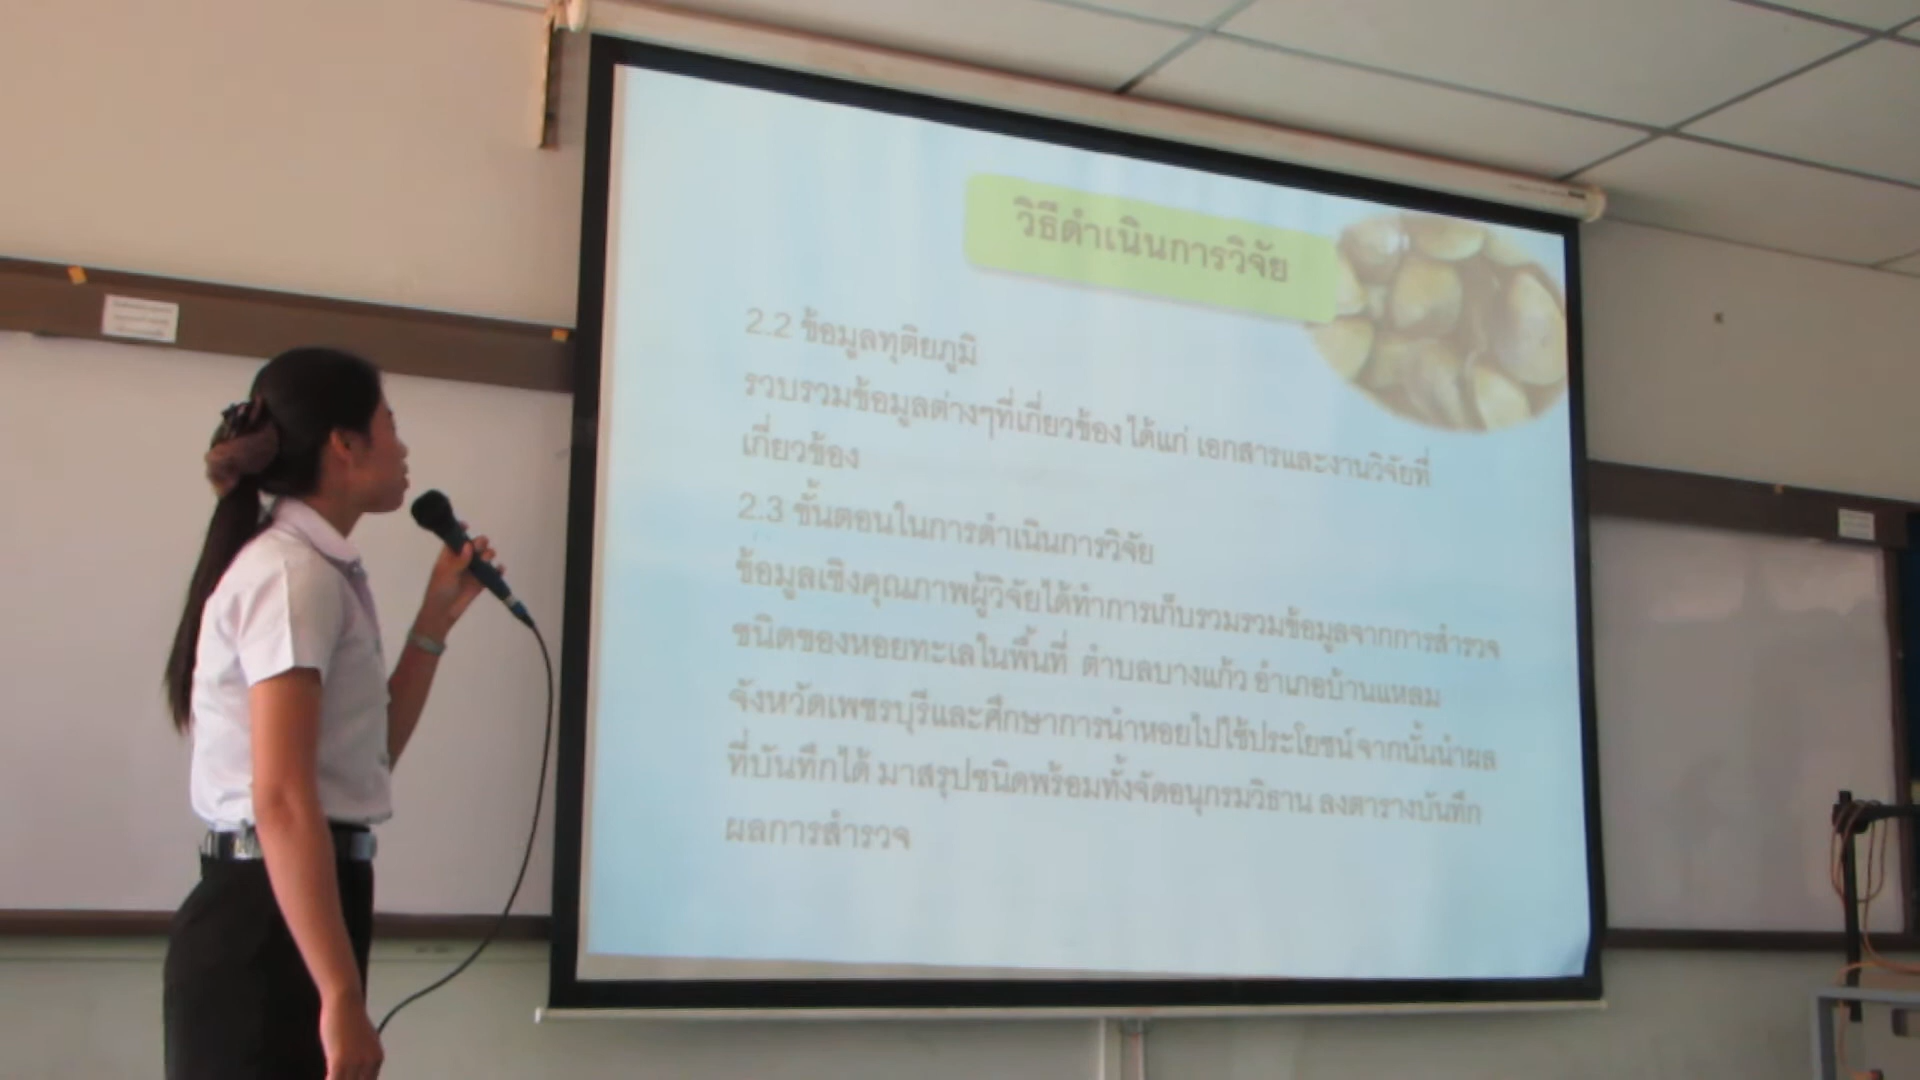 วิธีดำเนินการวิจัย
2.2 ข้อมูลทุติยภูมิ
รวบรวมข้อมูลต่างๆที่เกี่ยวข้อง ได้แก่ เอกสารและงานวิจัยที่
เกี่ยวข้อง
2.3 ขั้นตอนในการดำเนินการวิจัย
ข้อมูลเชิงคุณภาพผู้วิจัยได้ทำการเก็บรวมรวมข้อมูลจากการสำรวจ
ชนิดของหอยทะเลในพื้นที่ ตำบลบางแก้ว อำเภอบ้านแหลม
จังหวัดเพชรบุรีและศึกษาการนำหอยไปใช้ประโยชน์ จากนั้นนำผล
ที่บันทึกได้ มาสรุปชนิดพร้อมทั้งจัดอนุกรมวิธาน ลงตารางบันทึก
ผลการสำรวจ